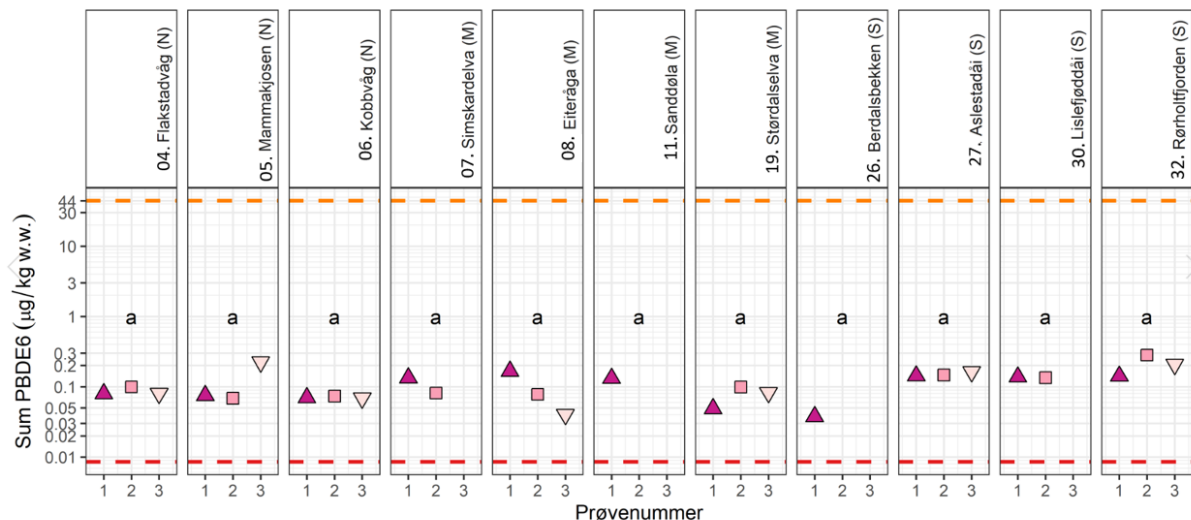 04. Flakstadvåg (N)
05. Mammakjosen (N)
06. Kobbvåg (N)
07. Simskardelva (M)
08. Eiteråga (M)
11. Sanddøla (M)
19. Størdalselva (M)
26. Berdalsbekken (S)
27. Aslestadåi (S)
30. Lislefjøddåi (S)
32. Rørholtfjorden (S)
Sum PBDE6 (µg/kg w.w.)
44
30
10
3
1
0.3
0.2
0.1
0.05
0.03
0.02
0.01
a a a a a a a a a a a
1 2 3 1 2 3 1 2 3 1 2 3 1 2 3 1 2 3 1 2 3 1 2 3 1 2 3 1 2 3 1 2 3
Prøvenummer